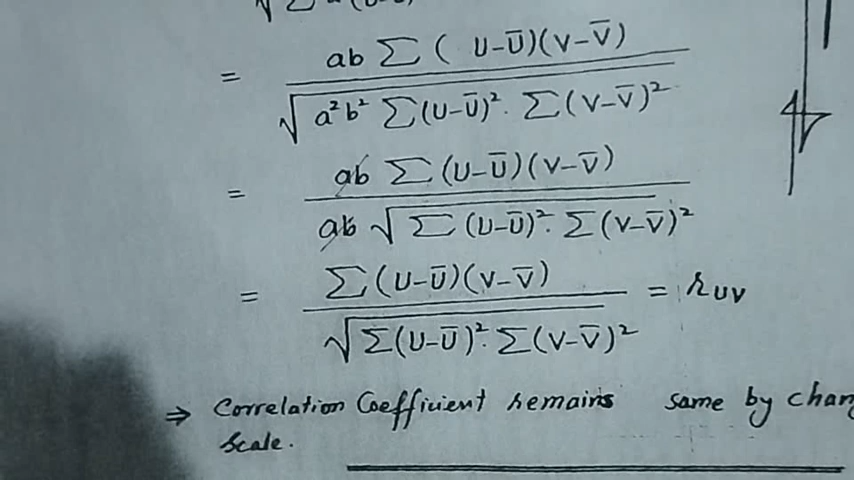 = ab ∑ ( U-Ū)(V-V̄) / √a²b² ∑(U-Ū)². ∑(V-V̄)²
= ab ∑(U-Ū)(V-V̄) / ab √∑(U-Ū)². ∑(V-V̄)²
= ∑(U-Ū)(V-V̄) / √∑(U-Ū)². ∑(V-V̄)² = r_UV
⇒ Correlation Coefficient remains same by chan
Scale.